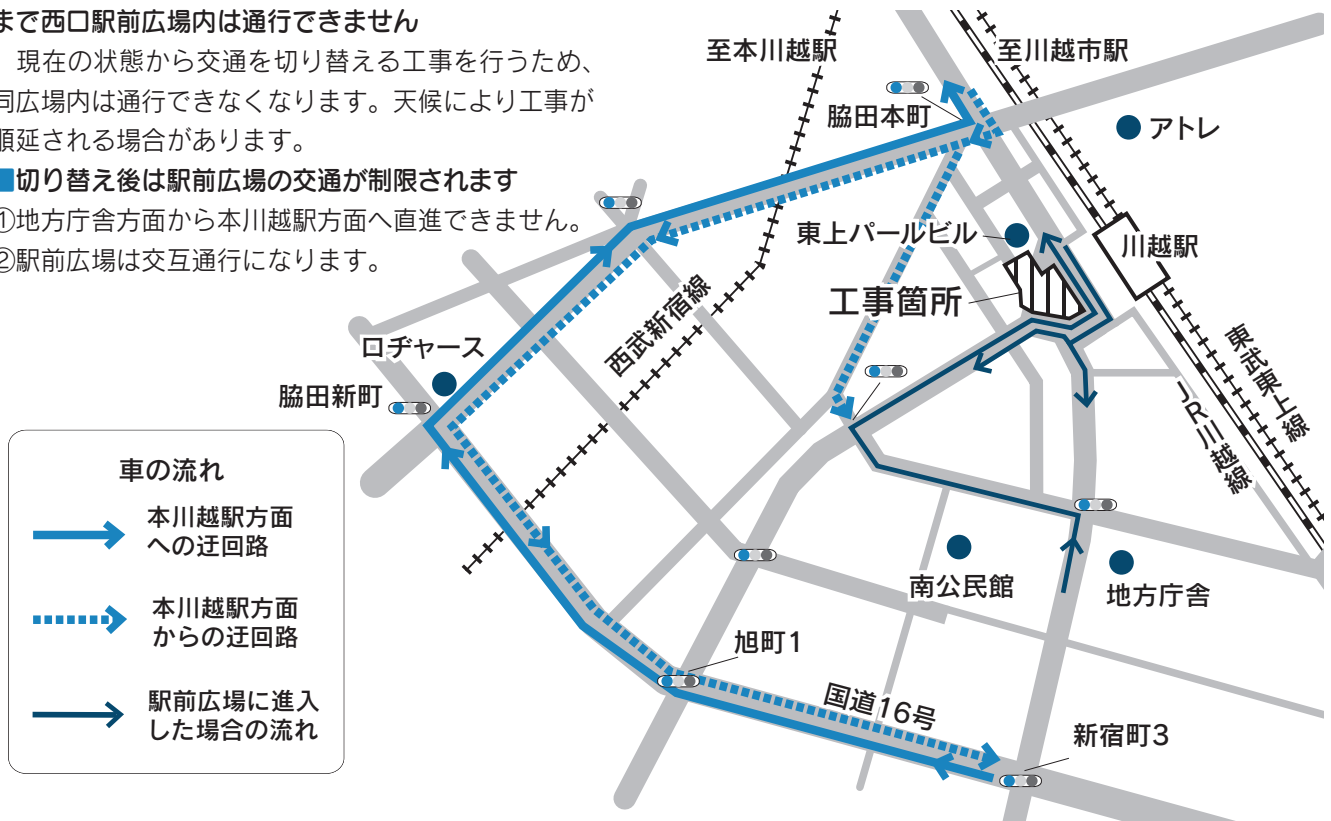 まで西口駅前広場内は通行できません
現在の状態から交通を切り替える工事を行うため、
同広場内は通行できなくなります。天候により工事が
順延される場合があります。
■切り替え後は駅前広場の交通が制限されます
①地方庁舎方面から本川越駅方面へ直進できません。
②駅前広場は交互通行になります。
至本川越駅
至川越市駅
脇田本町
アトレ
東上パールビル
川越駅
工事箇所
西武新宿線
東武東上線
JR川越線
ロヂャース
脇田新町
車の流れ
本川越駅方面
への迂回路
本川越駅方面
からの迂回路
駅前広場に進入
した場合の流れ
南公民館
地方庁舎
旭町1
国道16号
新宿町3